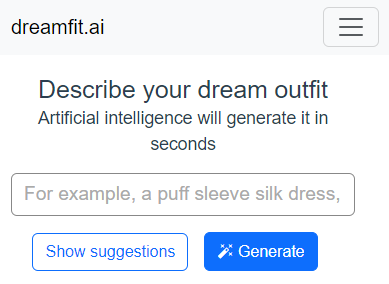 dreamfit.ai
Describe your dream outfit
Artificial intelligence will generate it in
seconds
For example, a puff sleeve silk dress,
Show suggestions
Generate